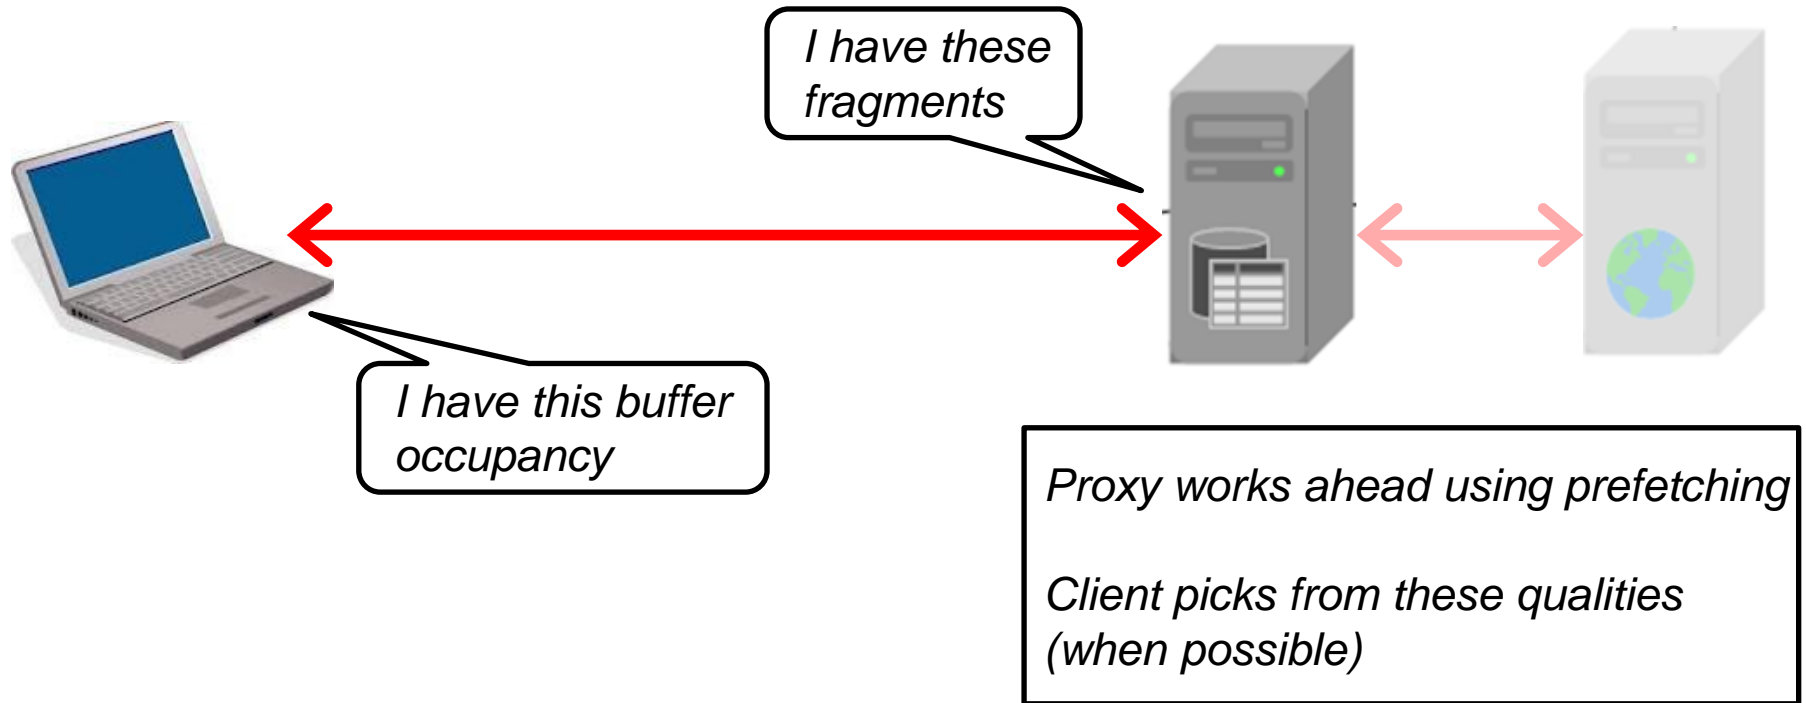 I have these
fragments
I have this buffer
occupancy
Proxy works ahead using prefetching
Client picks from these qualities
(when possible)